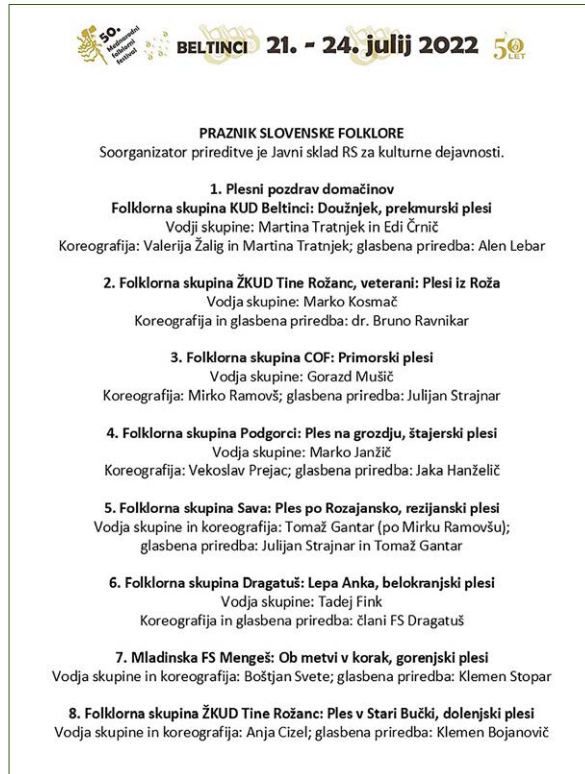 50.
Mednarodni
folklorni
festival
BELTINCI 21. - 24. julij 2022
50
LET
PRAZNIK SLOVENSKE FOLKLORE
Soorganizator prireditve je Javni sklad RS za kulturne dejavnosti.
1. Plesni pozdrav domačinov
Folklorna skupina KUD Beltinci: Doužnjek, prekmurski plesi
Vodji skupine: Martina Tratnjek in Edi Črnič
Koreografija: Valerija Žalig in Martina Tratnjek; glasbena priredba: Alen Lebar
2. Folklorna skupina ŽKUD Tine Rožanc, veterani: Plesi iz Roža
Vodja skupine: Marko Kosmač
Koreografija in glasbena priredba: dr. Bruno Ravnikar
3. Folklorna skupina COF: Primorski plesi
Vodja skupine: Gorazd Mušič
Koreografija: Mirko Ramovš; glasbena priredba: Julijan Strajnar
4. Folklorna skupina Podgorci: Ples na grozdju, štajerski plesi
Vodja skupine: Marko Janžič
Koreografija: Vekoslav Prejac; glasbena priredba: Jaka Hanželič
5. Folklorna skupina Sava: Ples po Rozajansko, rezijanski plesi
Vodja skupine in koreografija: Tomaž Gantar (po Mirku Ramovšu);
glasbena priredba: Julijan Strajnar in Tomaž Gantar
6. Folklorna skupina Dragatuš: Lepa Anka, belokranjski plesi
Vodja skupine: Tadej Fink
Koreografija in glasbena priredba: člani FS Dragatuš
7. Mladinska FS Mengeš: Ob metvi v korak, gorenjski plesi
Vodja skupine in koreografija: Boštjan Svete; glasbena priredba: Klemen Stopar
8. Folklorna skupina ŽKUD Tine Rožanc: Ples v Stari Bučki, dolenjski plesi
Vodja skupine in koreografija: Anja Cizel; glasbena priredba: Klemen Bojanovič